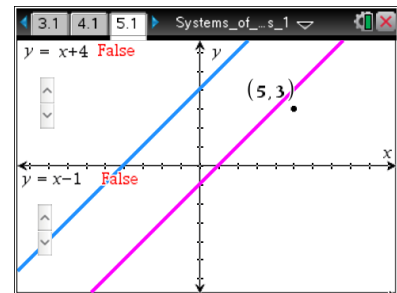 3.1 4.1 5.1 Systems_of_…s_1
y = x+4 False
y
(5,3)
x
y = x−1 False